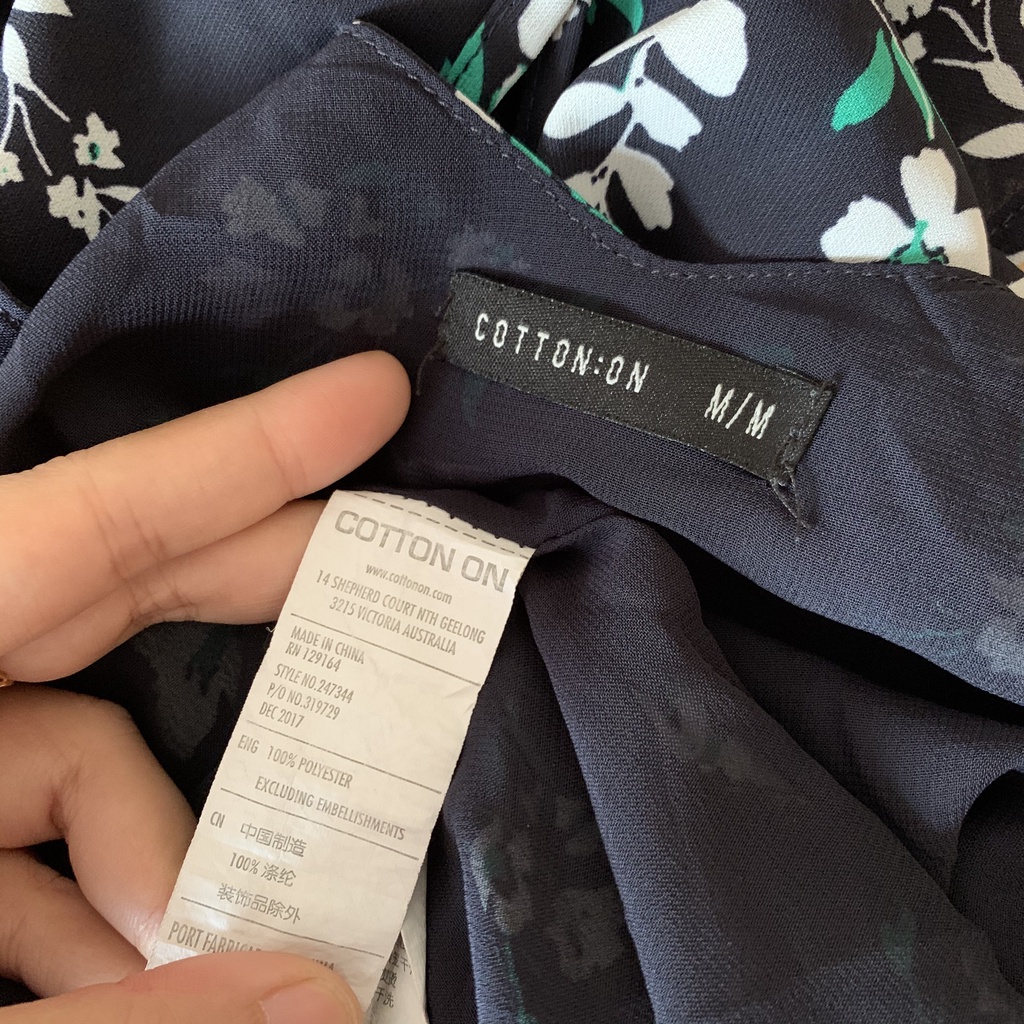 COTTON:ON M/M
COTTON ON
www.cottonon.com
14 SHEPHERD COURT NTH GEELONG
3215 VICTORIA AUSTRALIA
MADE IN CHINA
RN 129164
STYLE NO.247344
P/O NO.319729
DEC 2017
ENG 100% POLYESTER
EXCLUDING EMBELLISHMENTS
CN 中国制造
100% 涤纶
装饰品除外
PORT